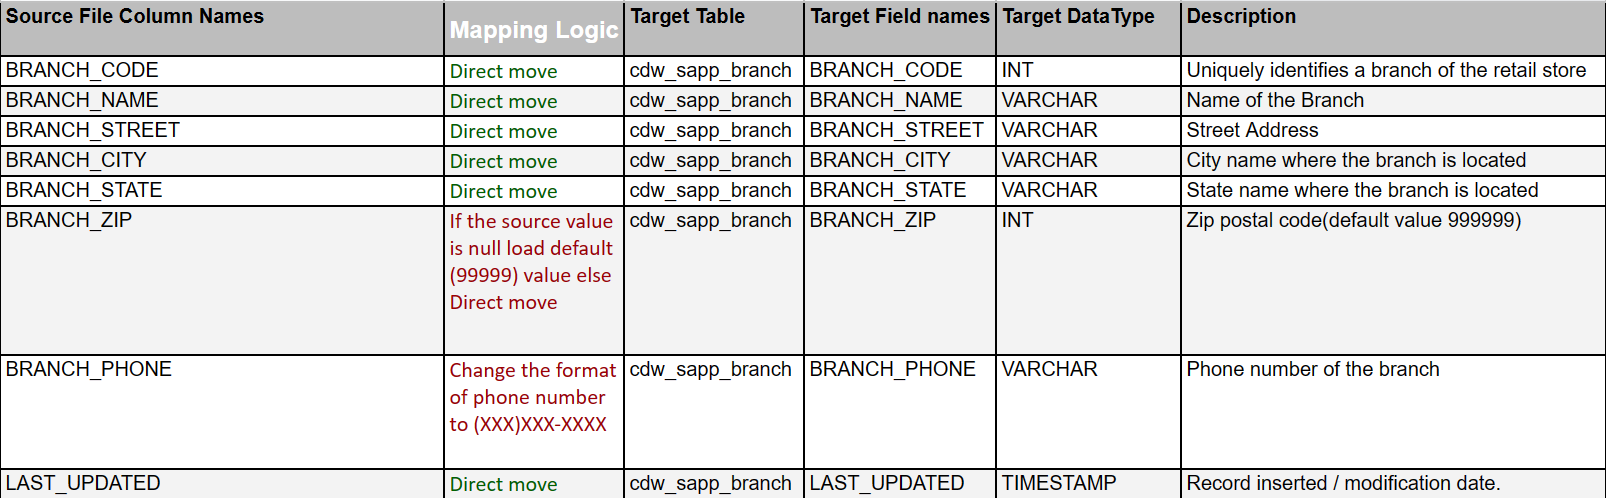 Source File Column Names Mapping Logic Target Table Target Field names Target DataType Description
BRANCH_CODE Direct move cdw_sapp_branch BRANCH_CODE INT Uniquely identifies a branch of the retail store
BRANCH_NAME Direct move cdw_sapp_branch BRANCH_NAME VARCHAR Name of the Branch
BRANCH_STREET Direct move cdw_sapp_branch BRANCH_STREET VARCHAR Street Address
BRANCH_CITY Direct move cdw_sapp_branch BRANCH_CITY VARCHAR City name where the branch is located
BRANCH_STATE Direct move cdw_sapp_branch BRANCH_STATE VARCHAR State name where the branch is located
BRANCH_ZIP If the source value cdw_sapp_branch BRANCH_ZIP INT Zip postal code(default value 999999)
is null load default
(99999) value else
Direct move
BRANCH_PHONE Change the format cdw_sapp_branch BRANCH_PHONE VARCHAR Phone number of the branch
of phone number
to (XXX)XXX-XXXX
LAST_UPDATED Direct move cdw_sapp_branch LAST_UPDATED TIMESTAMP Record inserted / modification date.